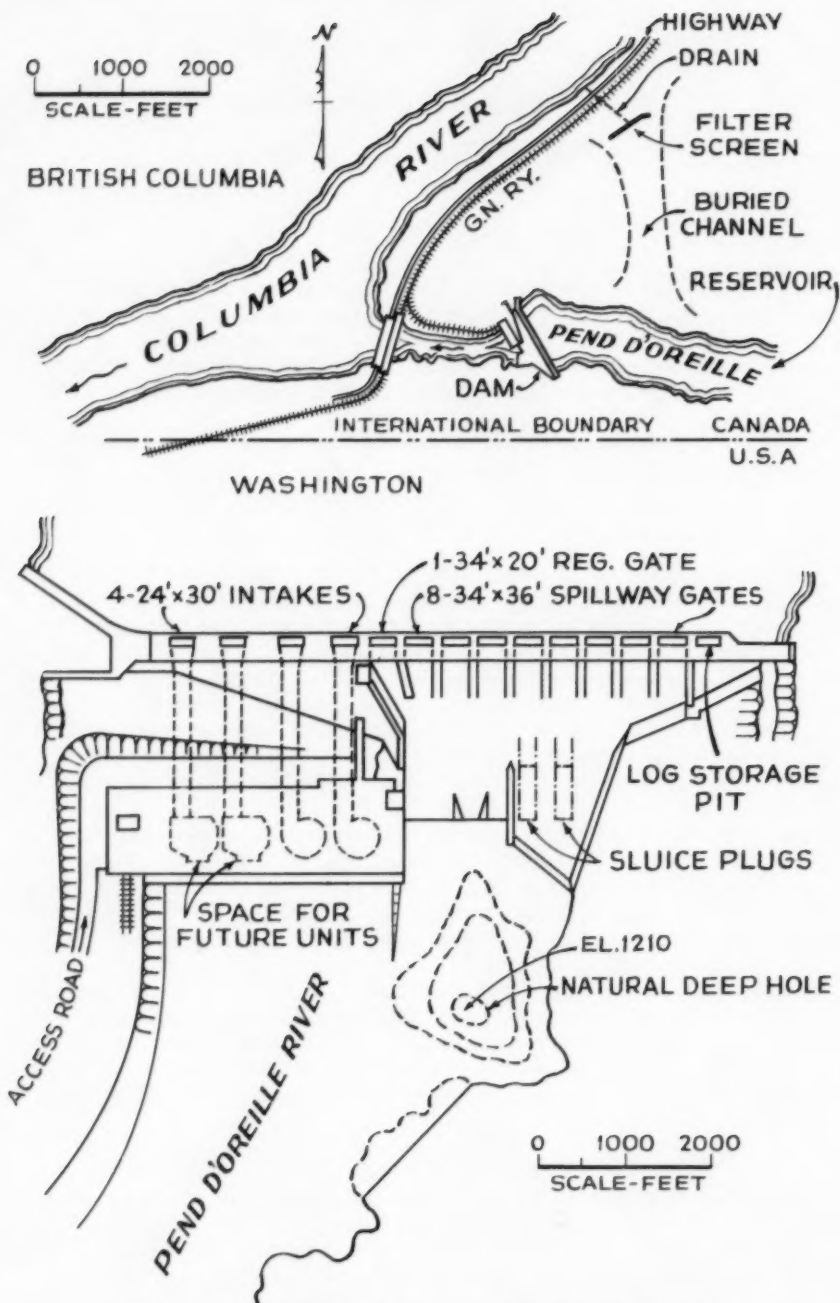 HIGHWAY
DRAIN
N
0 1000 2000
SCALE-FEET
FILTER
SCREEN
BRITISH COLUMBIA
RIVER
G.N. RY.
BURIED
CHANNEL
COLUMBIA
RESERVOIR
PEND D'OREILLE
DAM
INTERNATIONAL BOUNDARY CANADA
U.S.A
WASHINGTON
1-34'x20' REG. GATE
4-24'x30' INTAKES
8-34'x36' SPILLWAY GATES
LOG STORAGE
PIT
SLUICE PLUGS
SPACE FOR
FUTURE UNITS
EL.1210
NATURAL DEEP HOLE
ACCESS ROAD
PEND D'OREILLE RIVER
0 1000 2000
SCALE-FEET